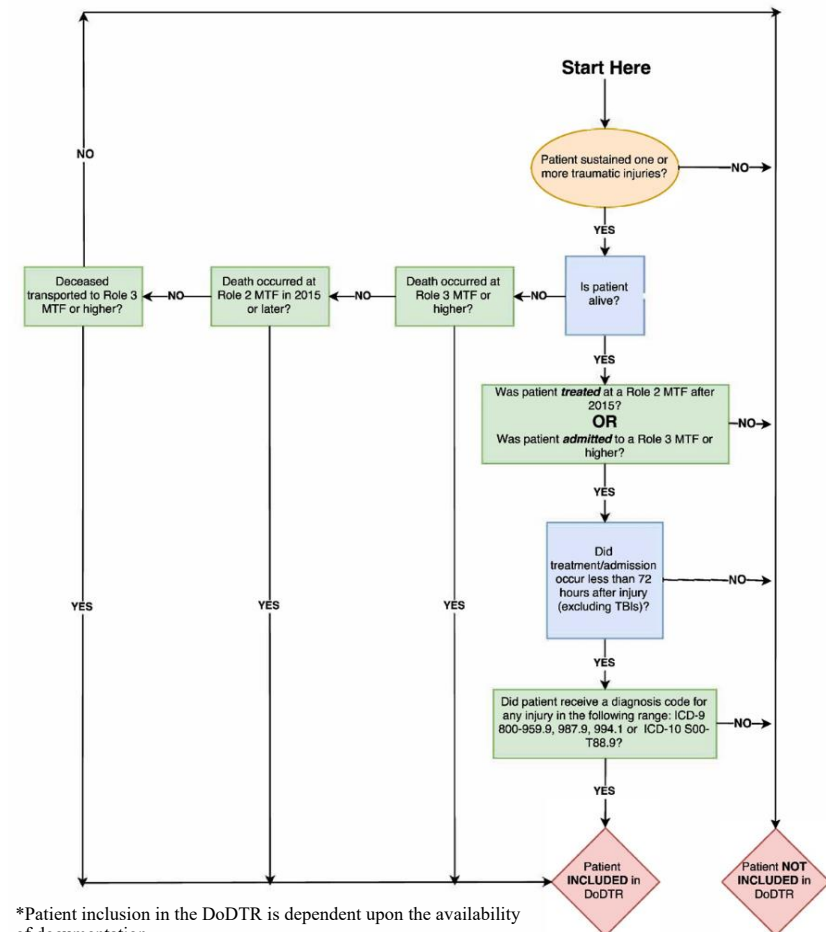 Start Here
Patient sustained one or
more traumatic injuries?
NO
YES
NO
Deceased
transported to Role 3
MTF or higher?
NO
Death occurred at
Role 2 MTF in 2015
or later?
NO
Death occurred at
Role 3 MTF or
higher?
NO
Is patient
alive?
YES
Was patient treated at a Role 2 MTF after
2015?
OR
Was patient admitted to a Role 3 MTF or
higher?
NO
YES
Did
treatment/admission
occur less than 72
hours after injury
(excluding TBIs)?
NO
YES
YES
YES
YES
Did patient receive a diagnosis code for
any injury in the following range: ICD-9
800-959.9, 987.9, 994.1 or ICD-10 S00-
T88.9?
NO
YES
Patient
INCLUDED in
DoDTR
Patient NOT
INCLUDED in
DoDTR
*Patient inclusion in the DoDTR is dependent upon the availability
of documentation